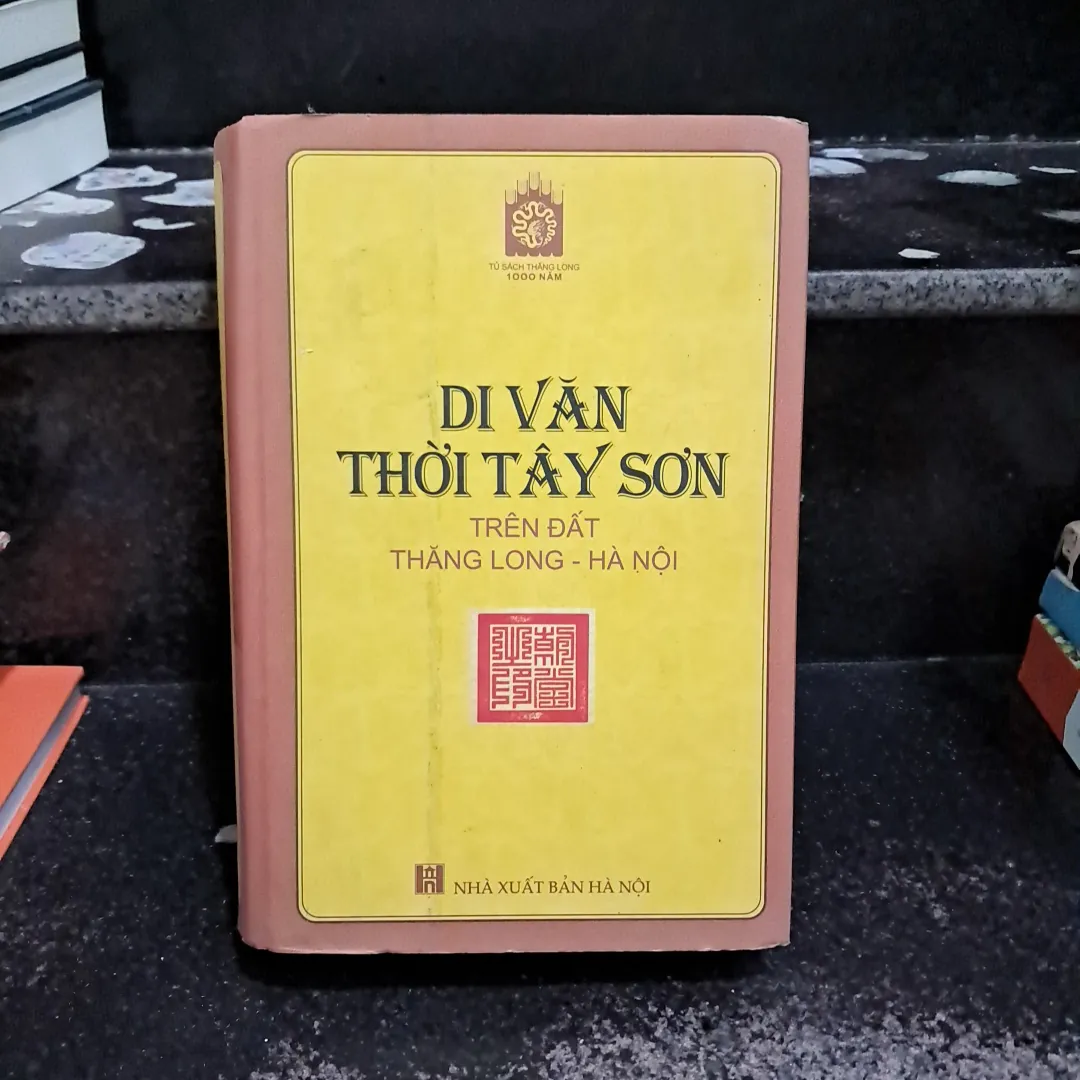 TỦ SÁCH THĂNG LONG
1000 NĂM
DI VĂN
THỜI TÂY SƠN
TRÊN ĐẤT
THĂNG LONG - HÀ NỘI
NHÀ XUẤT BẢN HÀ NỘI